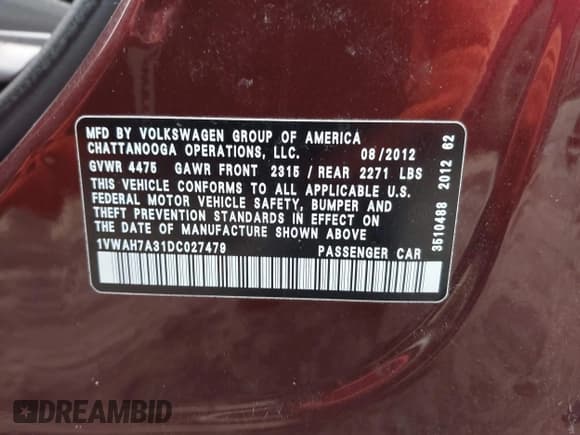 MFD BY VOLKSWAGEN GROUP OF AMERICA
CHATTANOOGA OPERATIONS, LLC. 08/2012
GVWR 4475 GAWR FRONT 2315 / REAR 2271 LBS
THIS VEHICLE CONFORMS TO ALL APPLICABLE U.S.
FEDERAL MOTOR VEHICLE SAFETY, BUMPER AND
THEFT PREVENTION STANDARDS IN EFFECT ON
THE DATE OF MANUFACTURE SHOWN ABOVE
1VWAH7A31DC027479 PASSENGER CAR
3510488 2012 62
DREAMBID